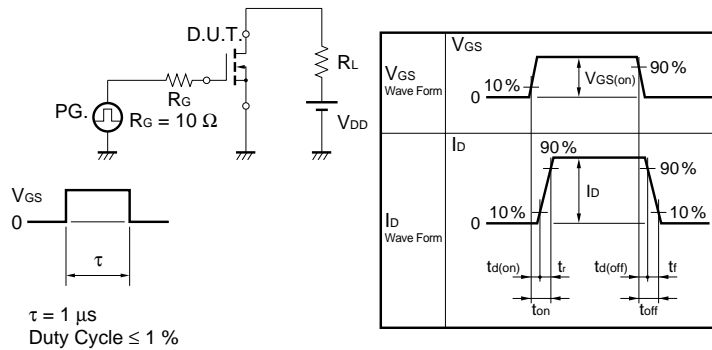 D.U.T.
RL
PG.
RG
RG = 10 Ω
VDD
VGS
0
τ
τ = 1 μs
Duty Cycle ≤ 1 %
VGS
Wave Form
VGS
10 %
VGS(on)
90 %
0
ID
Wave Form
ID
90 %
90 %
10 %
ID
10 %
0
td(on)
tr
td(off)
tf
ton
toff